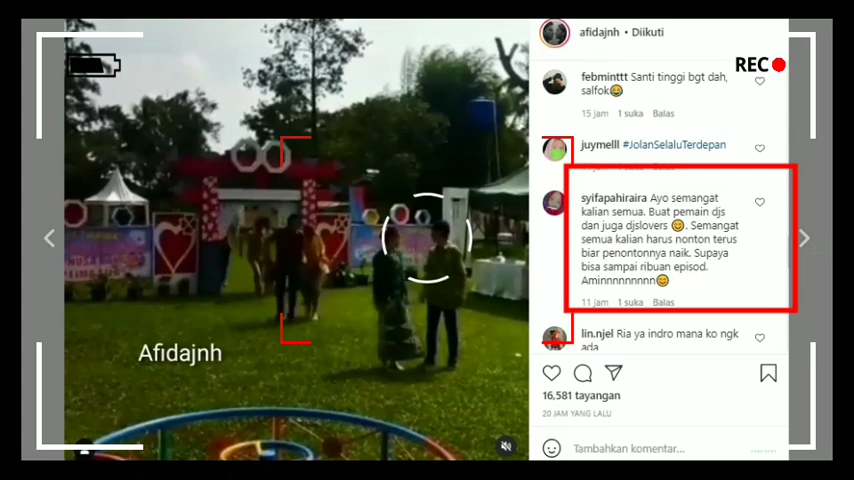 afidajnh • Diikuti
REC
febminttt Santi tinggi bgt dah,
salfok😂
15 jam 1 suka Balas
juymelll #JolanSelaluTerdepan
syifapahiraira Ayo semangat
kalian semua. Buat pemain djs
dan juga djslovers 😊. Semangat
semua kalian harus nonton terus
biar penontonnya naik. Supaya
bisa sampai ribuan episod.
Aminnnnnnnnn😊
11 jam 1 suka Balas
lin.njel Ria ya indro mana ko ngk
ada
Afidajnh
16,581 tayangan
20 JAM YANG LALU
Tambahkan komentar...